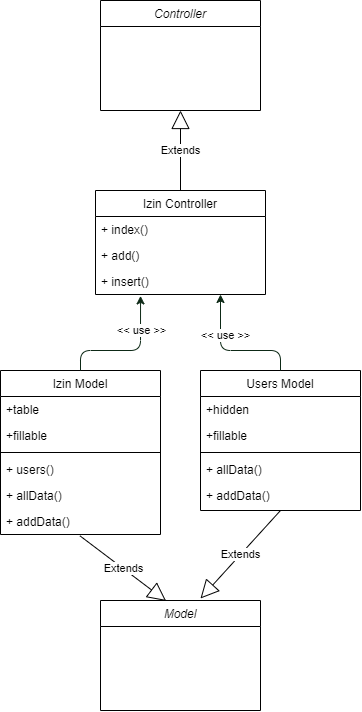 Controller
Extends
Izin Controller
+ index()
+ add()
+ insert()
<< use >>
<< use >>
Izin Model
+table
+fillable
+ users()
+ allData()
+ addData()
Users Model
+hidden
+fillable
+ allData()
+ addData()
Extends
Extends
Model